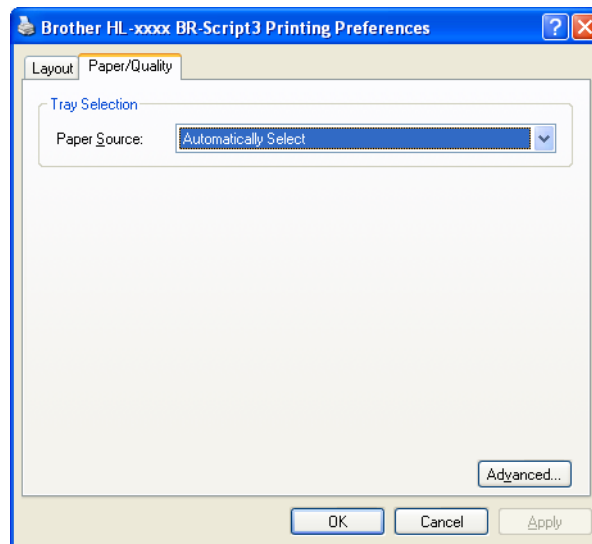 Brother HL-xxxx BR-Script3 Printing Preferences
Layout Paper/Quality
Tray Selection
Paper Source: Automatically Select
Advanced...
OK Cancel Apply